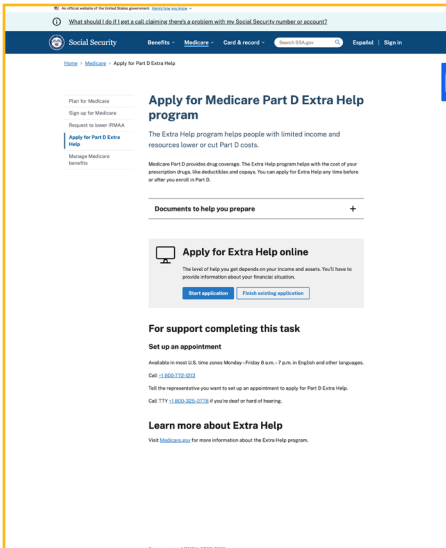 An official website of the United States government Here's how you know
What should I do if I get a call claiming there's a problem with my Social Security number or account?
Social Security Benefits Medicare Card & record Search SSA.gov Español | Sign in
Home > Medicare > Apply for Part D Extra Help
Plan for Medicare
Sign up for Medicare
Request to lower IRMAA
Apply for Part D Extra
Help
Manage Medicare
benefits
Apply for Medicare Part D Extra Help
program
The Extra Help program helps people with limited income and
resources lower or cut Part D costs.
Medicare Part D provides drug coverage. The Extra Help program helps with the cost of your
prescription drugs, like deductibles and copays. You can apply for Extra Help any time before
or after you enroll in Part D.
Documents to help you prepare +
Apply for Extra Help online
The level of help you get depends on your income and assets. You'll have to
provide information about your financial situation.
Start application Finish existing application
For support completing this task
Set up an appointment
Available in most U.S. time zones Monday - Friday 8 a.m. - 7 p.m. in English and other languages.
Call +1 800-772-1213
Tell the representative you want to set up an appointment to apply for Part D Extra Help.
Call TTY +1 800-325-0778 if you're deaf or hard of hearing.
Learn more about Extra Help
Visit Medicare.gov for more information about the Extra Help program.